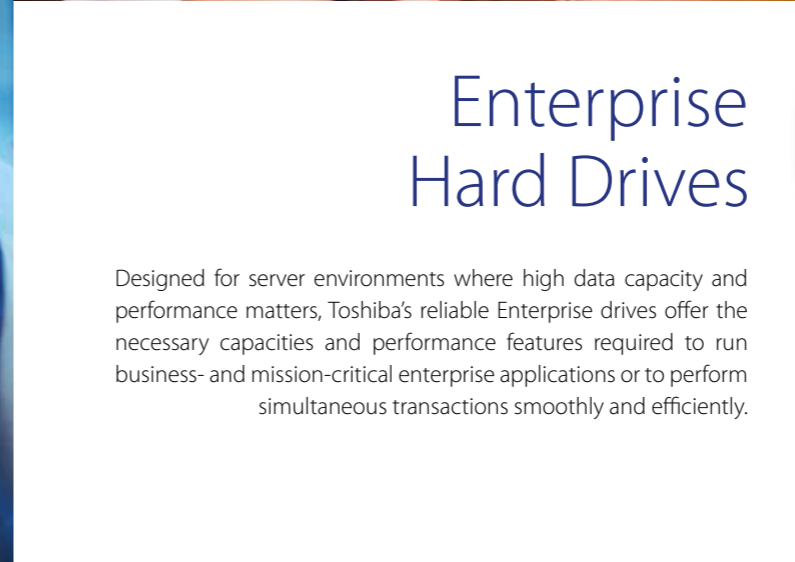 Enterprise
Hard Drives
Designed for server environments where high data capacity and
performance matters, Toshiba’s reliable Enterprise drives offer the
necessary capacities and performance features required to run
business- and mission-critical enterprise applications or to perform
simultaneous transactions smoothly and efficiently.